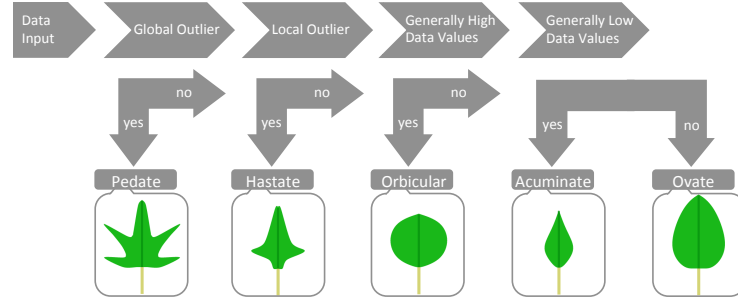 Data
Input
Global Outlier
Local Outlier
Generally High
Data Values
Generally Low
Data Values
no
no
no
yes
yes
yes
yes
no
Pedate
Hastate
Orbicular
Acuminate
Ovate